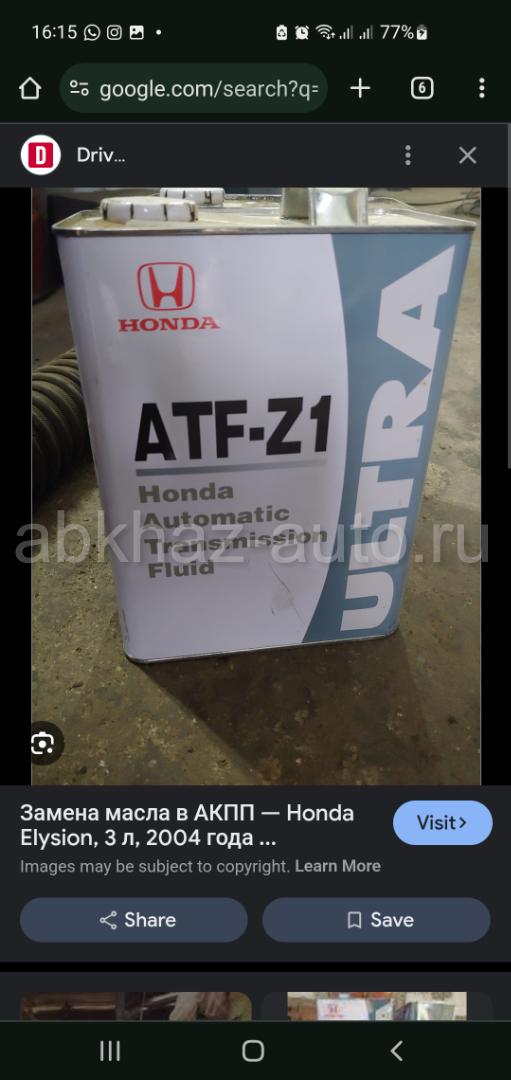 16:15
77%
google.com/search?q=
6
D
Driv...
HONDA
ATF-Z1
Honda
Automatic
Transmission
Fluid
ULTRA
abkhaz-auto.ru
Замена масла в АКПП — Honda
Elysion, 3 л, 2004 года ...
Visit>
Images may be subject to copyright. Learn More
Share
Save